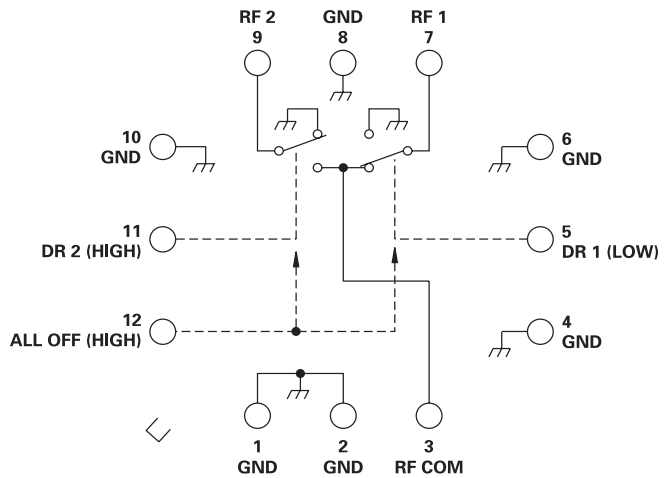 RF 2
9
GND
8
RF 1
7
10
GND
6
GND
11
DR 2 (HIGH)
5
DR 1 (LOW)
12
ALL OFF (HIGH)
4
GND
1
GND
2
GND
3
RF COM